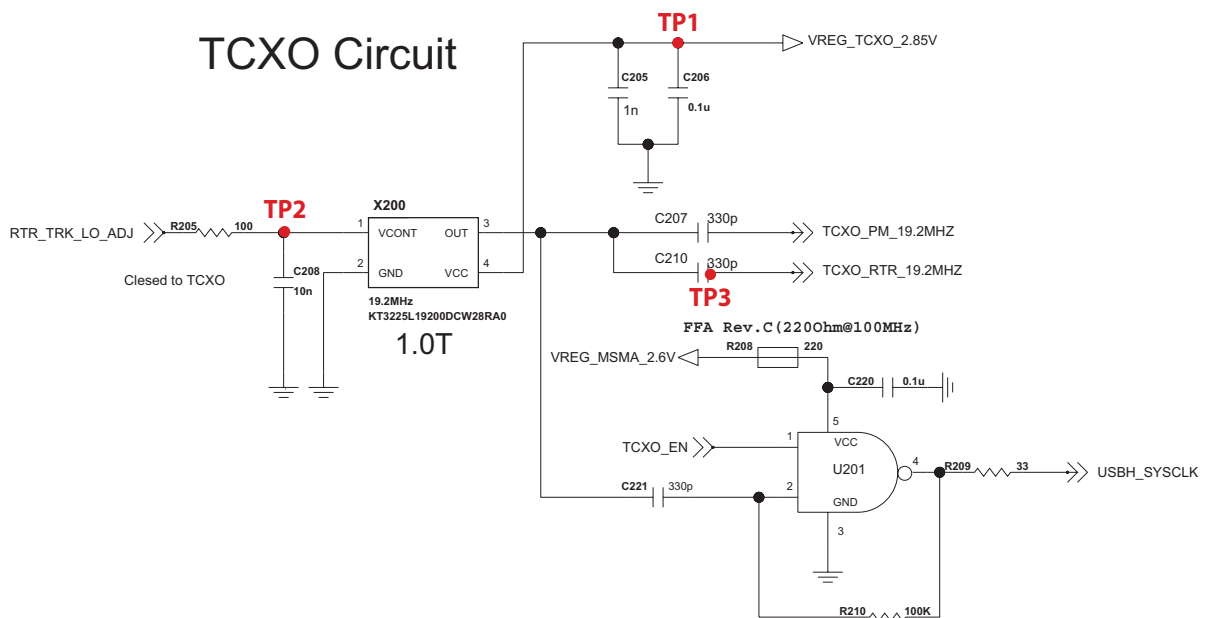 TCXO Circuit
TP1
VREG_TCXO_2.85V
C205
C206
1n
0.1u
X200
TP2
RTR_TRK_LO_ADJ
R205
100
1
VCONT
OUT
3
C207
330p
TCXO_PM_19.2MHZ
Clesed to TCXO
C208
10n
2
GND
VCC
4
C210
330p
TCXO_RTR_19.2MHZ
TP3
19.2MHz
KT3225L19200DCW28RA0
1.0T
FFA Rev.C(220Ohm@100MHz)
VREG_MSMA_2.6V
R208
220
C220
0.1u
5
TCXO_EN
1
VCC
U201
4
R209
33
USBH_SYSCLK
C221
330p
2
GND
3
R210
100K